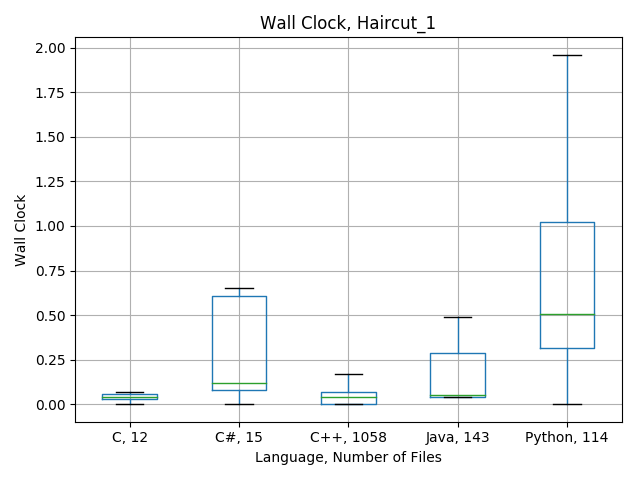 Wall Clock, Haircut_1
2.00
1.75
1.50
1.25
1.00
0.75
0.50
0.25
0.00
Wall Clock
C, 12
C#, 15
C++, 1058
Java, 143
Python, 114
Language, Number of Files